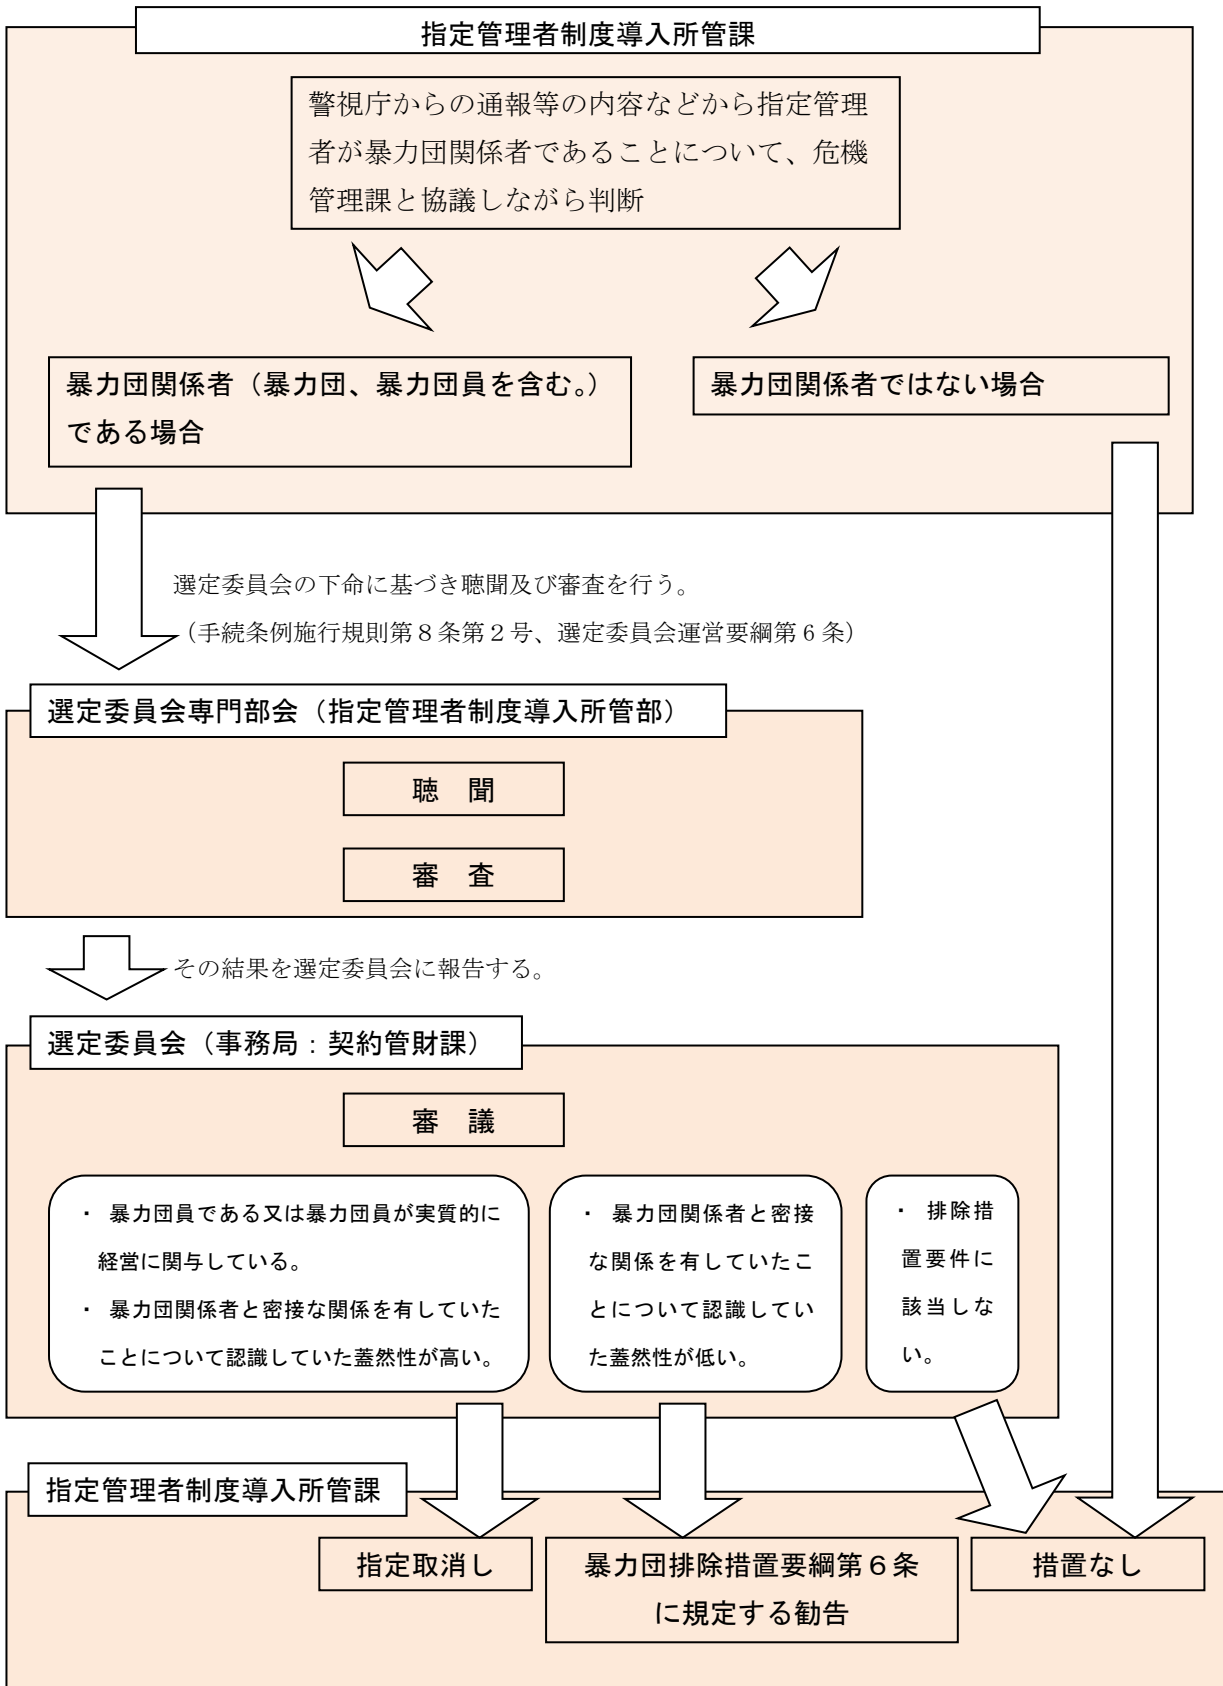 指定管理者制度導入所管課
警視庁からの通報等の内容などから指定管理
者が暴力団関係者であることについて、危機
管理課と協議しながら判断
暴力団関係者（暴力団、暴力団員を含む。）
である場合
暴力団関係者ではない場合
選定委員会の下命に基づき聴聞及び審査を行う。
（手続条例施行規則第８条第２号、選定委員会運営要綱第６条）
選定委員会専門部会（指定管理者制度導入所管部）
聴　聞
審　査
その結果を選定委員会に報告する。
選定委員会（事務局：契約管財課）
審　議
・ 暴力団員である又は暴力団員が実質的に
経営に関与している。
・ 暴力団関係者と密接な関係を有していた
ことについて認識していた蓋然性が高い。
・ 暴力団関係者と密接
な関係を有していたこ
とについて認識してい
た蓋然性が低い。
・ 排除措
置要件に
該当しな
い。
指定管理者制度導入所管課
指定取消し
暴力団排除措置要綱第６条
に規定する勧告
措置なし